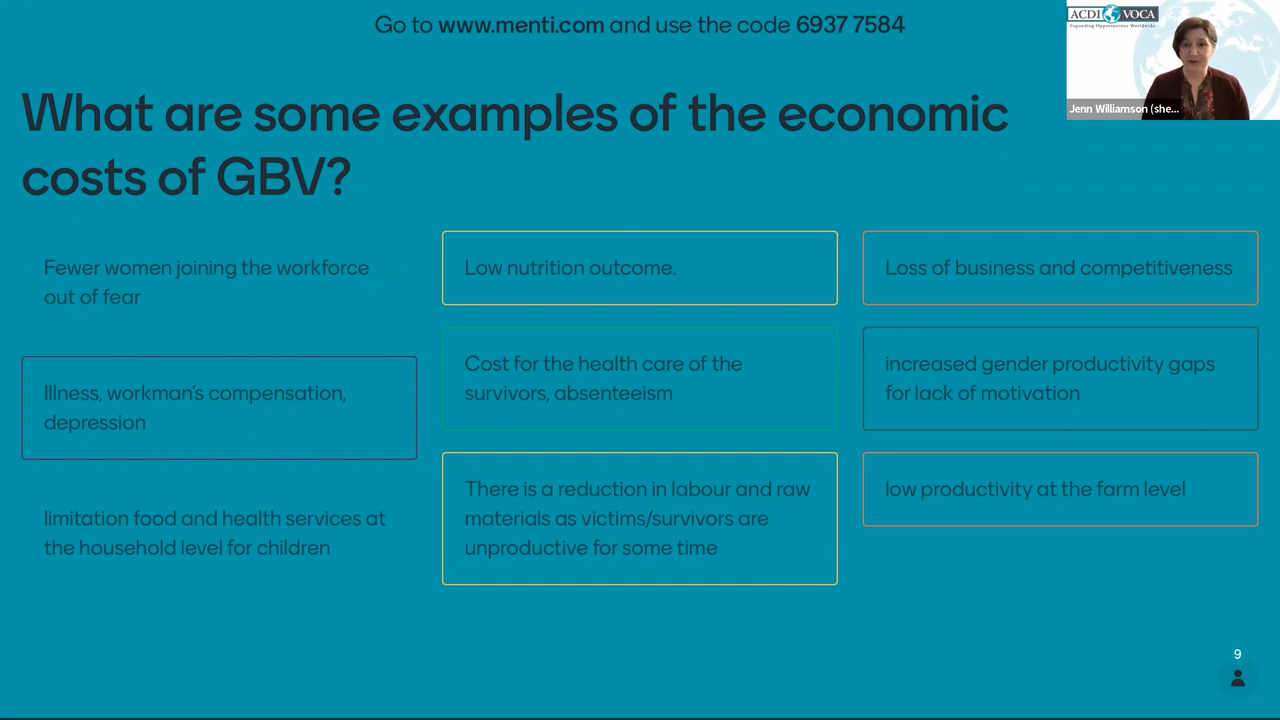 Go to www.menti.com and use the code 6937 7584
ACDI VOCA
Expanding Opportunities Worldwide
Jenn Williamson (she...
What are some examples of the economic
costs of GBV?
Fewer women joining the workforce
out of fear
Illness, workman's compensation,
depression
limitation food and health services at
the household level for children
Low nutrition outcome.
Cost for the health care of the
survivors, absenteeism
There is a reduction in labour and raw
materials as victims/survivors are
unproductive for some time
Loss of business and competitiveness
increased gender productivity gaps
for lack of motivation
low productivity at the farm level
9